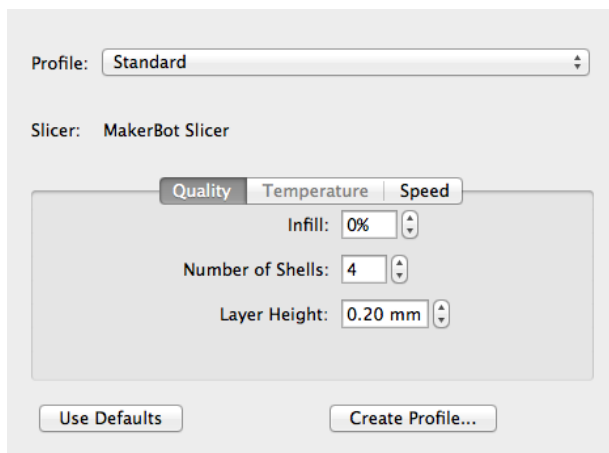 Profile: Standard
Slicer: MakerBot Slicer
Quality Temperature Speed
Infill: 0%
Number of Shells: 4
Layer Height: 0.20 mm
Use Defaults Create Profile...